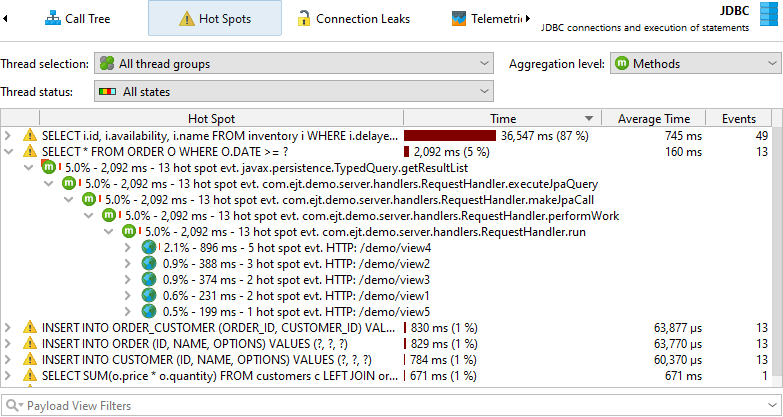 Call Tree
Hot Spots
Connection Leaks
Telemetri
JDBC
JDBC connections and execution of statements
Thread selection: All thread groups Aggregation level: Methods
Thread status: All states
Hot Spot Time Average Time Events
SELECT i.id, i.availability, i.name FROM inventory i WHERE i.delaye... 36,547 ms (87 %) 745 ms 49
SELECT * FROM ORDER O WHERE O.DATE >= ? 2,092 ms (5 %) 160 ms 13
5.0% - 2,092 ms - 13 hot spot evt. javax.persistence.TypedQuery.getResultList
5.0% - 2,092 ms - 13 hot spot evt. com.ejt.demo.server.handlers.RequestHandler.executeJpaQuery
5.0% - 2,092 ms - 13 hot spot evt. com.ejt.demo.server.handlers.RequestHandler.makeJpaCall
5.0% - 2,092 ms - 13 hot spot evt. com.ejt.demo.server.handlers.RequestHandler.performWork
5.0% - 2,092 ms - 13 hot spot evt. com.ejt.demo.server.handlers.RequestHandler.run
2.1% - 896 ms - 5 hot spot evt. HTTP: /demo/view4
0.9% - 388 ms - 3 hot spot evt. HTTP: /demo/view2
0.9% - 374 ms - 2 hot spot evt. HTTP: /demo/view3
0.6% - 231 ms - 2 hot spot evt. HTTP: /demo/view1
0.5% - 199 ms - 1 hot spot evt. HTTP: /demo/view5
INSERT INTO ORDER_CUSTOMER (ORDER_ID, CUSTOMER_ID) VAL... 830 ms (1 %) 63,877 µs 13
INSERT INTO ORDER (ID, NAME, OPTIONS) VALUES (?, ?, ?) 829 ms (1 %) 63,770 µs 13
INSERT INTO CUSTOMER (ID, NAME, OPTIONS) VALUES (?, ?, ?) 784 ms (1 %) 60,370 µs 13
SELECT SUM(o.price * o.quantity) FROM customers c LEFT JOIN or... 671 ms (1 %) 671 ms 1
Payload View Filters